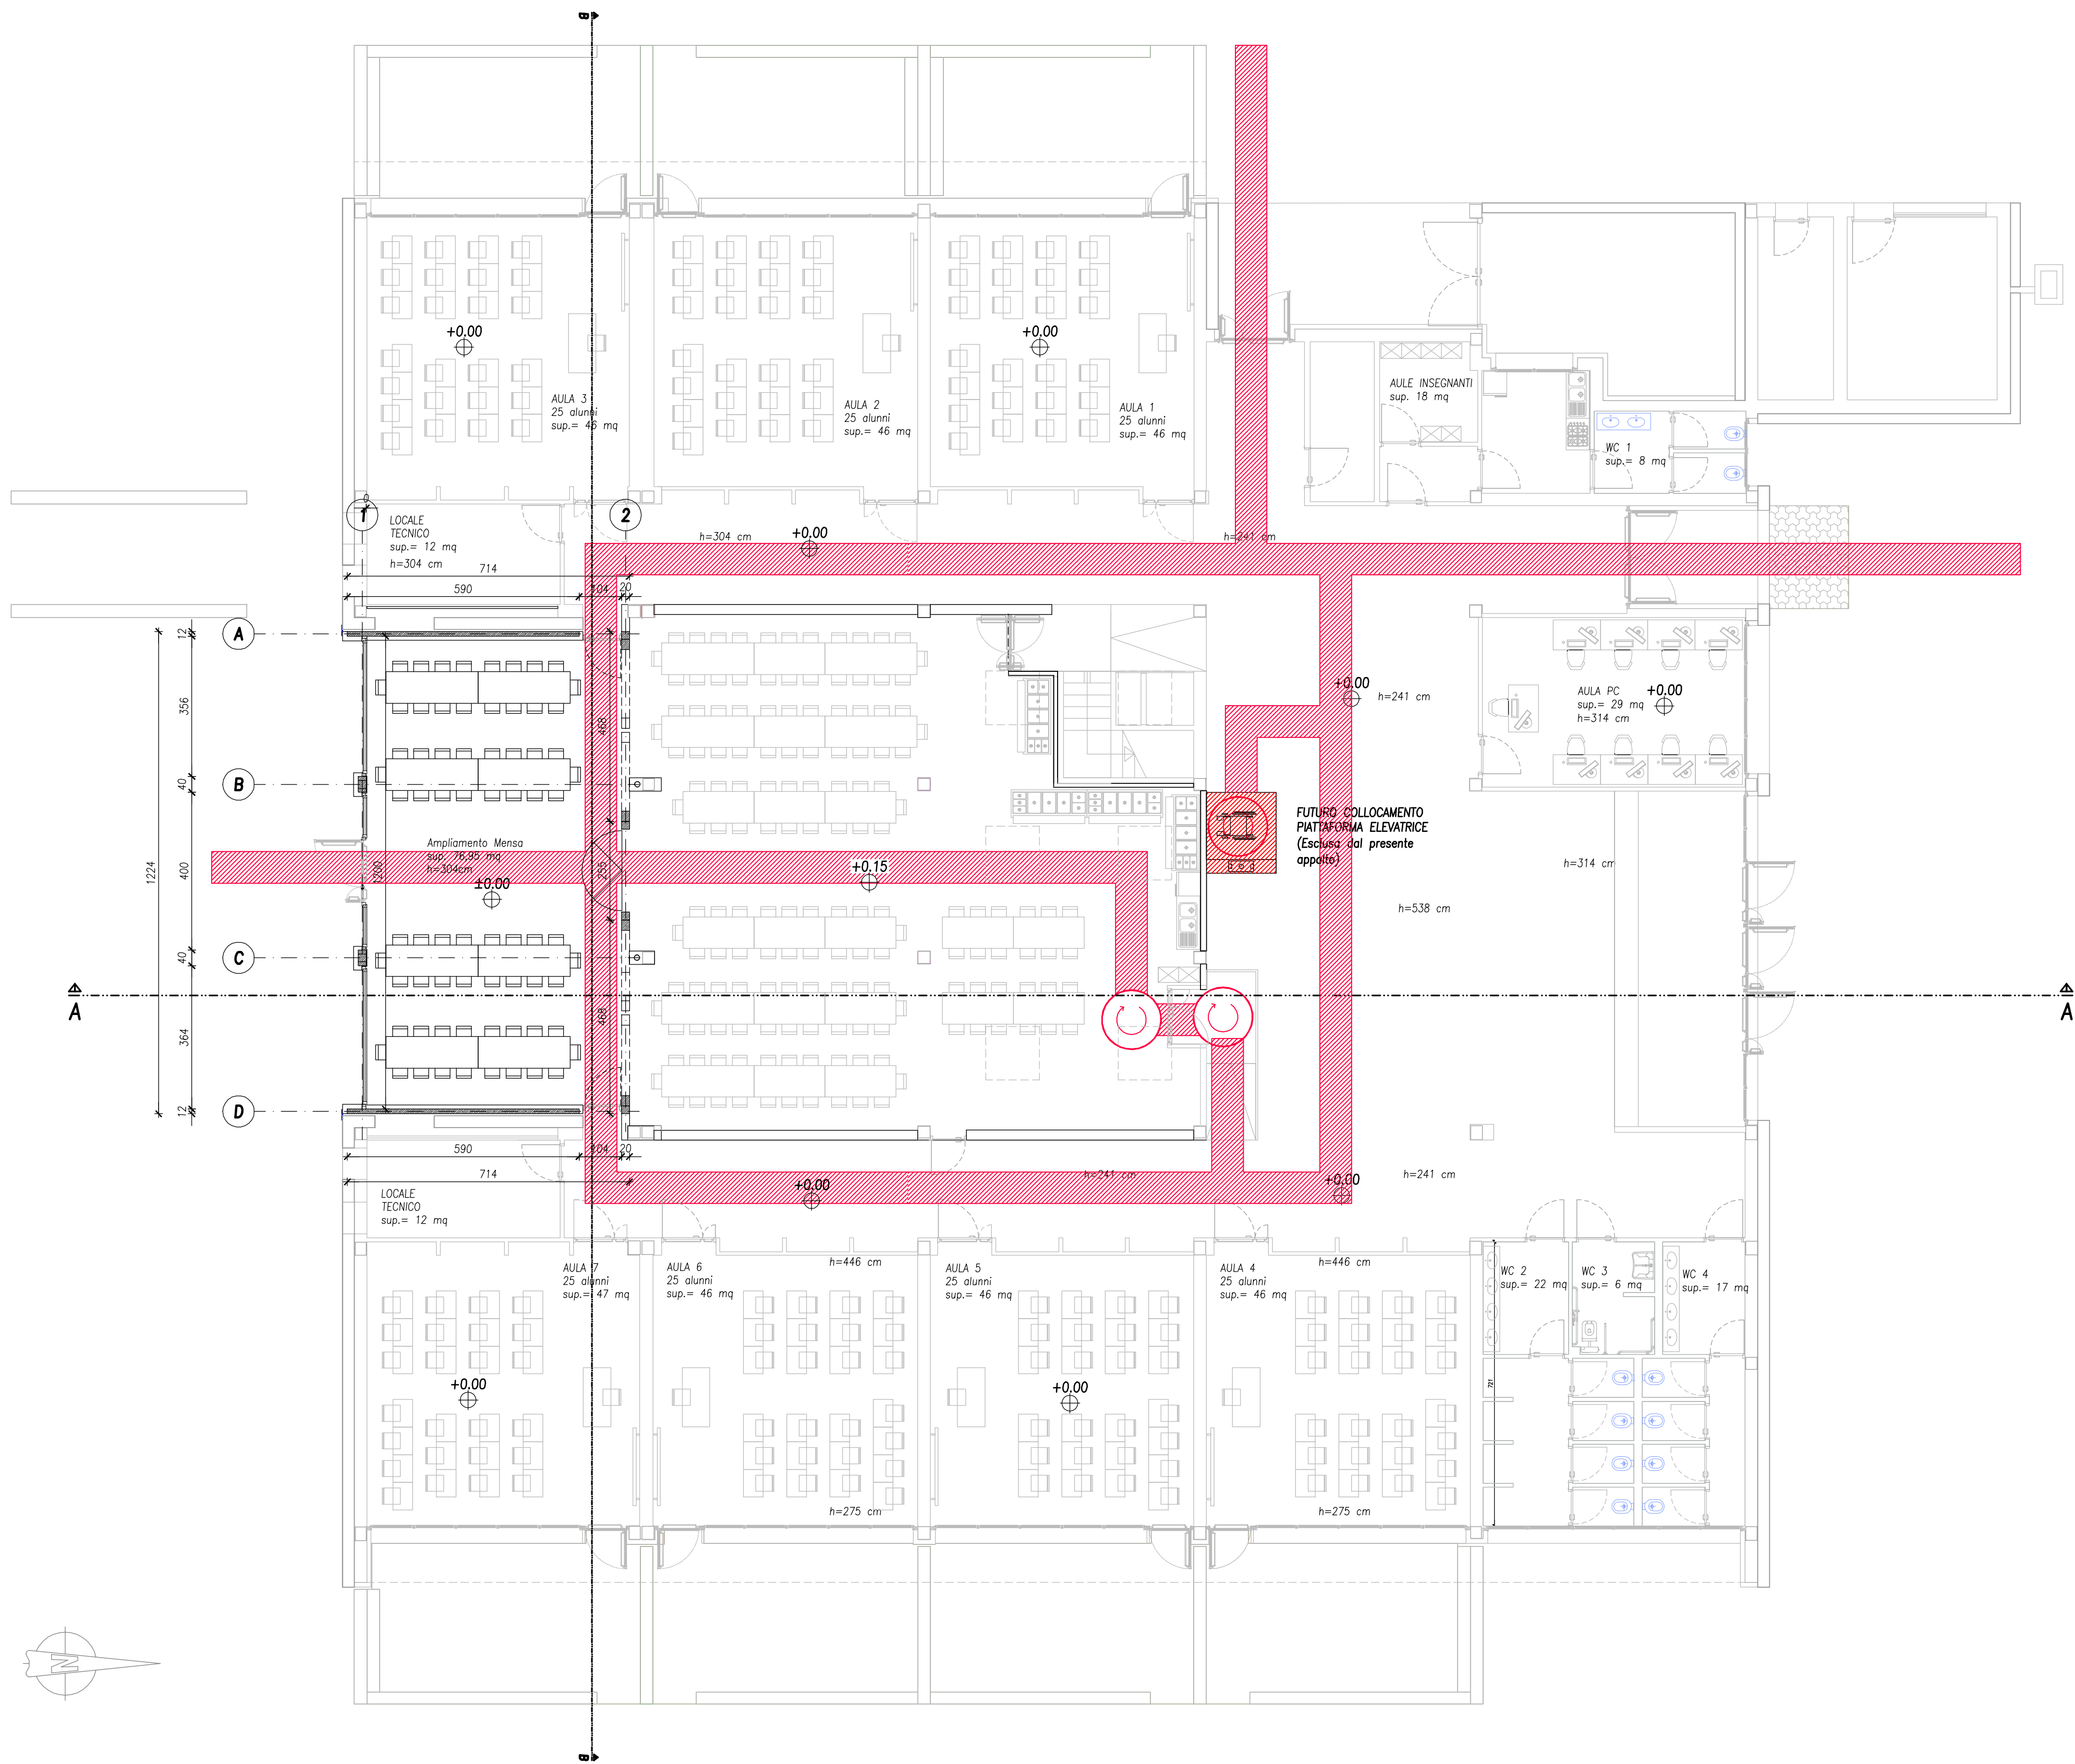 B
+0.00
+0.00
AULA 3
25 alunni
sup.= 46 mq
AULA 2
25 alunni
sup.= 46 mq
AULA 1
25 alunni
sup.= 46 mq
AULE INSEGNANTI
sup. 18 mq
WC 1
sup.= 8 mq
1
2
LOCALE
TECNICO
sup.= 12 mq
h=304 cm
h=304 cm
+0.00
h=241 cm
714
590
104
20
A
12
356
468
B
40
1224
400
1200
255
Ampliamento Mensa
sup. 76,95 mq
h=304cm
±0.00
+0.15
+0.00
h=241 cm
AULA PC
sup.= 29 mq
h=314 cm
+0.00
FUTURO COLLOCAMENTO
PIATTAFORMA ELEVATRICE
(Esclusa dal presente
appalto)
h=314 cm
h=538 cm
C
40
A
A
364
468
D
12
590
104
20
714
LOCALE
TECNICO
sup.= 12 mq
+0.00
h=241 cm
+0.00
h=241 cm
AULA 7
25 alunni
sup.= 47 mq
AULA 6
25 alunni
sup.= 46 mq
h=446 cm
AULA 5
25 alunni
sup.= 46 mq
AULA 4
25 alunni
sup.= 46 mq
h=446 cm
WC 2
sup.= 22 mq
WC 3
sup.= 6 mq
WC 4
sup.= 17 mq
+0.00
+0.00
721
h=275 cm
h=275 cm
N
B